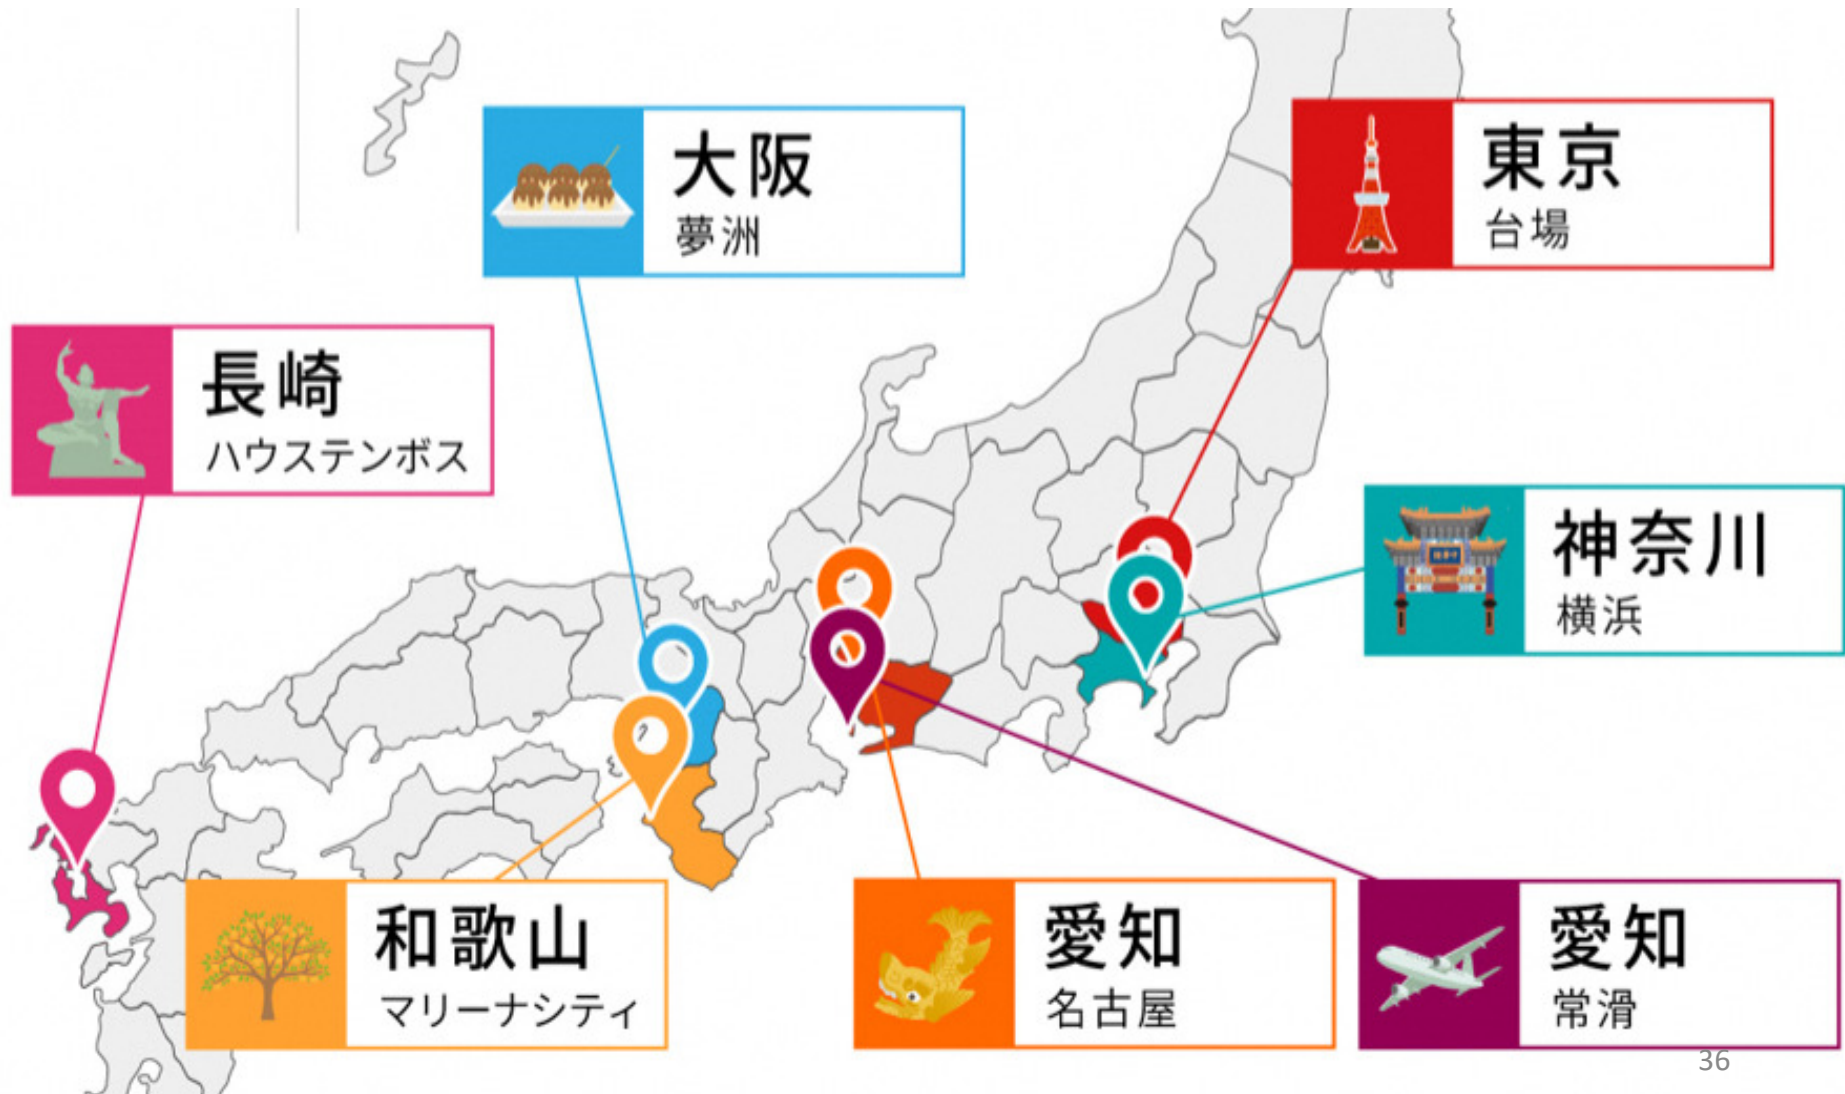 大阪
夢洲
東京
台場
長崎
ハウステンボス
神奈川
横浜
和歌山
マリーナシティ
愛知
名古屋
愛知
常滑
36